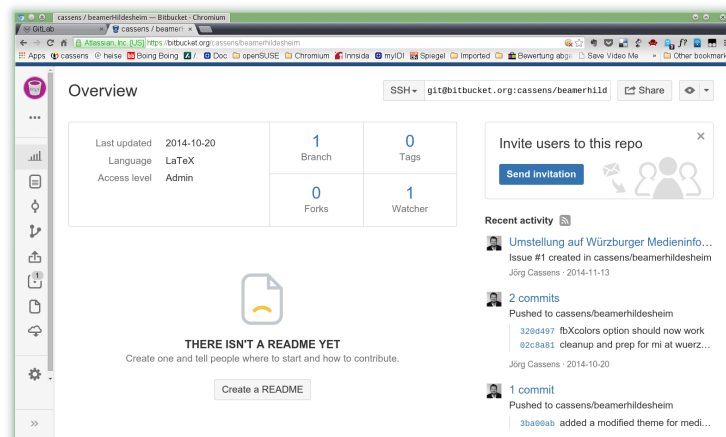 cassens / beamerHildesheim — Bitbucket - Chromium
GitLab
cassens / beamerH
Atlassian, Inc. [US] https://bitbucket.org/cassens/beamerhildesheim
Apps
cassens
heise
Boing Boing
/.
Doc
openSUSE
Chromium
Innsida
myIDI
Spiegel
Imported
Bewertung abge
Save Video Me
»
Other bookmark
Overview
SSH
git@bitbucket.org:cassens/beamerhild
Share
Last updated 2014-10-20
Language LaTeX
Access level Admin
1
Branch
0
Tags
0
Forks
1
Watcher
Invite users to this repo
Send invitation
Recent activity
Umstellung auf Würzburger Medieninfo…
Issue #1 created in cassens/beamerhildesheim
Jörg Cassens · 2014-11-13
2 commits
Pushed to cassens/beamerhildesheim
320d497 fbXcolors option should now work
02c8a81 cleanup and prep for mi at wuerz…
Jörg Cassens · 2014-10-20
1 commit
Pushed to cassens/beamerhildesheim
3ba00ab added a modified theme for medi…
1
THERE ISN'T A README YET
Create one and tell people where to start and how to contribute.
Create a README